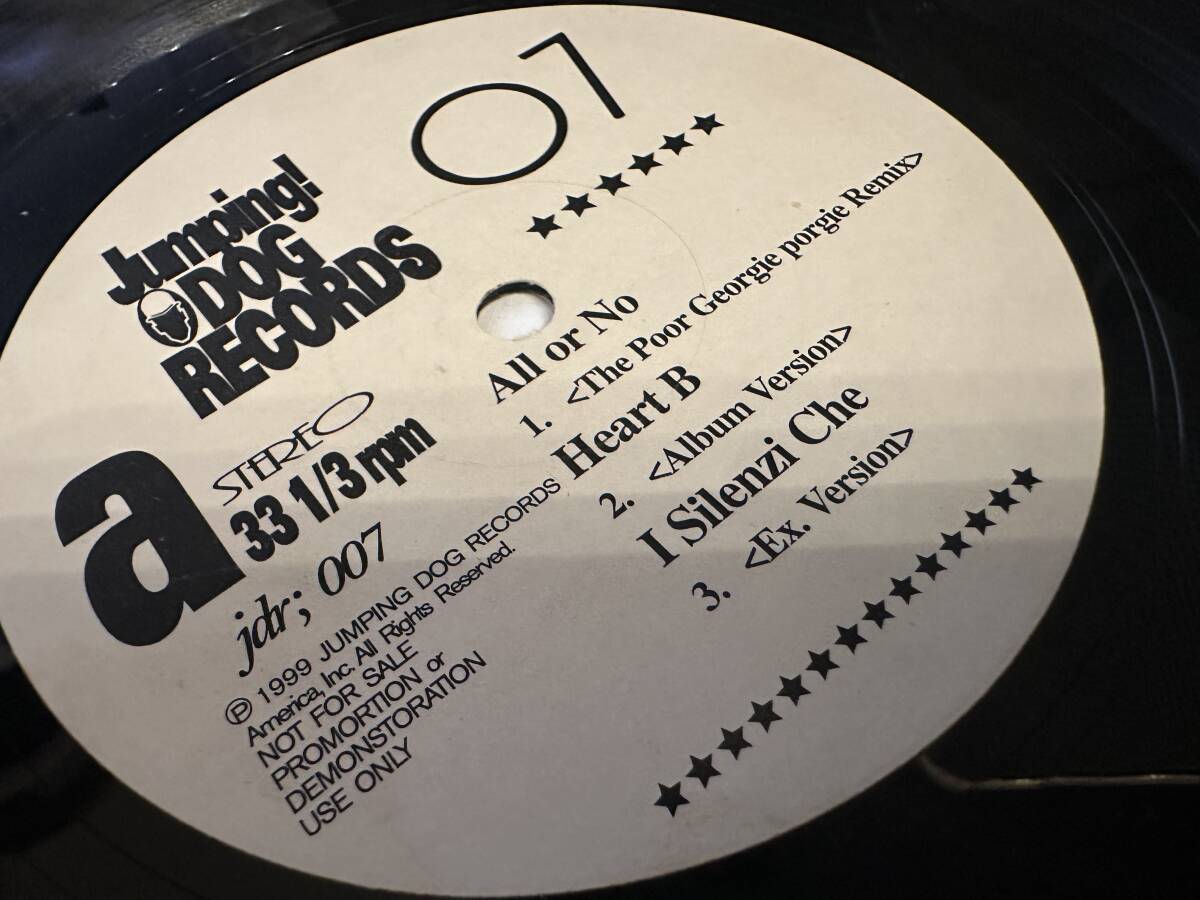 07
Jumping!
DOG
RECORDS
★★★★★★
All or No
1. <The Poor Georgie porgie Remix>
Heart B
2. <Album Version>
I Silenzi Che
3. <Ex. Version>
★★★★★★★★★★★★★
a
STEREO
33 1/3 rpm
jdr; 007
℗ 1999 JUMPING DOG RECORDS
America, Inc. All Rights Reserved.
NOT FOR SALE
PROMORTION or
DEMONSTORATION
USE ONLY